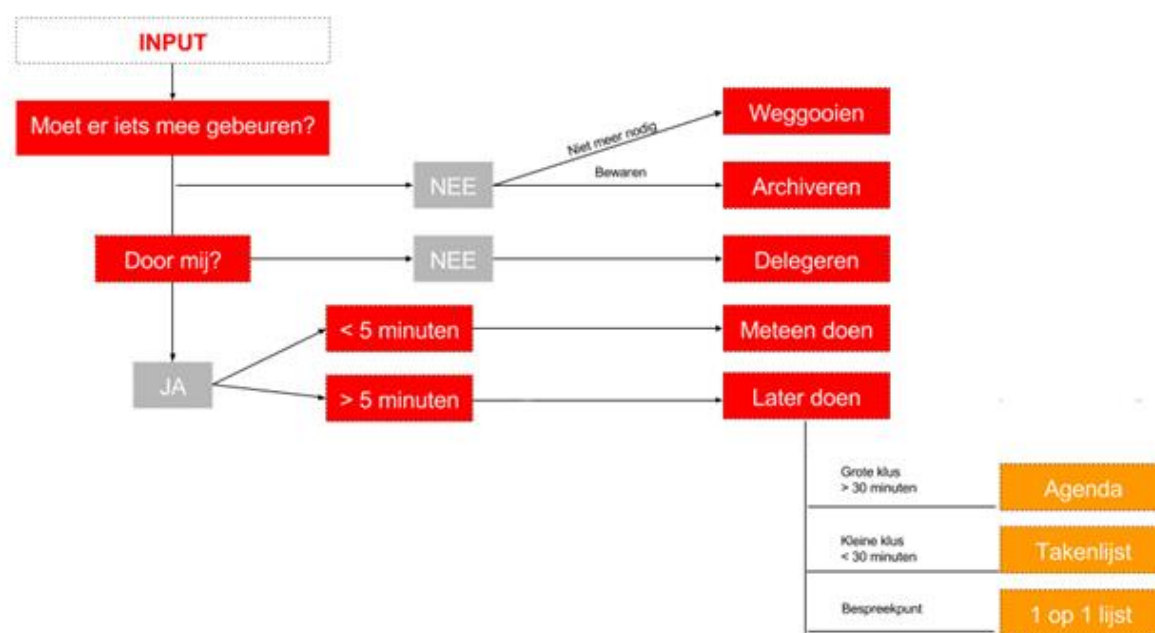 INPUT
Moet er iets mee gebeuren?
Niet meer nodig
Weggooien
NEE
Bewaren
Archiveren
Door mij?
NEE
Delegeren
< 5 minuten
Meteen doen
JA
> 5 minuten
Later doen
Grote klus
> 30 minuten
Agenda
Kleine klus
< 30 minuten
Takenlijst
Bespreekpunt
1 op 1 lijst